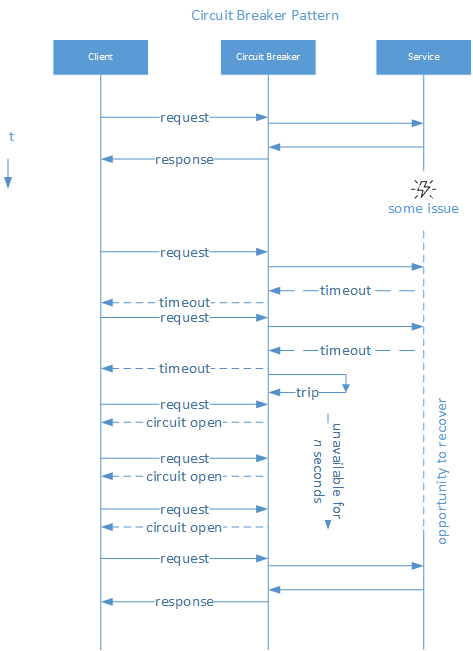 Circuit Breaker Pattern
Client
Circuit Breaker
Service
request
t
response
some issue
request
timeout
timeout
request
timeout
timeout
trip
request
circuit open
unavailable for
n seconds
opportunity to recover
request
circuit open
request
circuit open
request
response